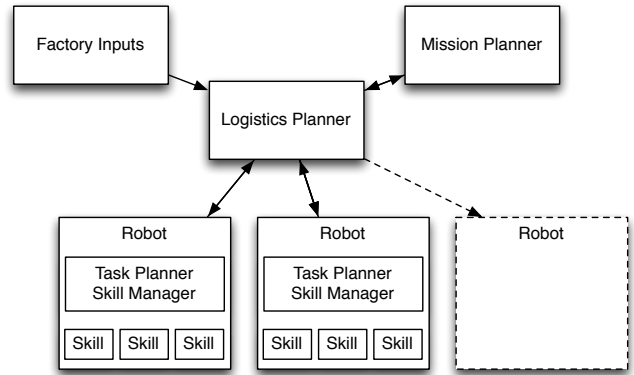 Factory Inputs
Mission Planner
Logistics Planner
Robot
Task Planner
Skill Manager
Skill Skill Skill
Robot
Task Planner
Skill Manager
Skill Skill Skill
Robot